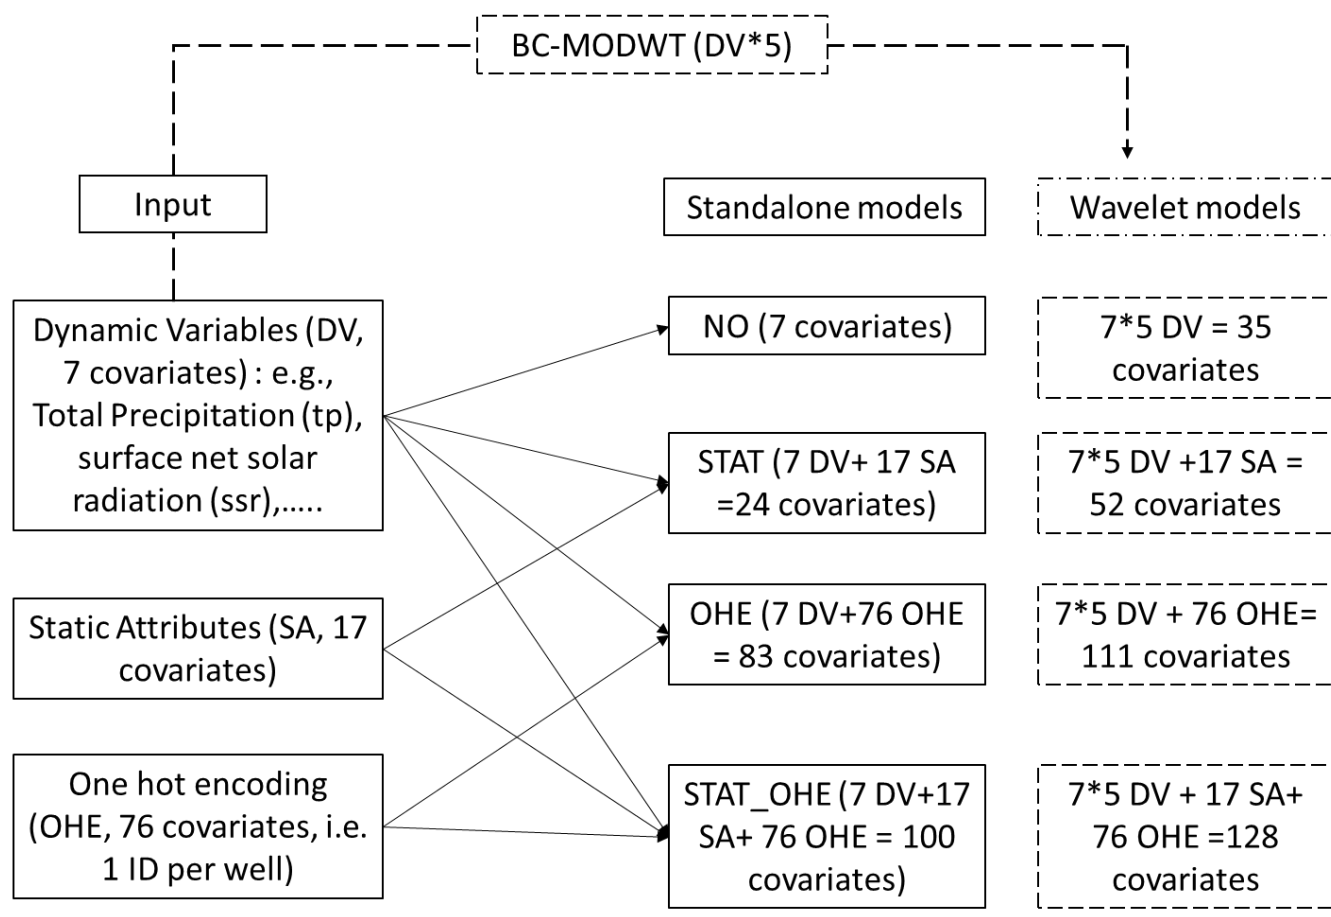 BC-MODWT (DV*5)
Input
Standalone models
Wavelet models
Dynamic Variables (DV,
7 covariates) : e.g.,
Total Precipitation (tp),
surface net solar
radiation (ssr),.....
NO (7 covariates)
7*5 DV = 35
covariates
STAT (7 DV+ 17 SA
=24 covariates)
7*5 DV +17 SA =
52 covariates
Static Attributes (SA, 17
covariates)
OHE (7 DV+76 OHE
= 83 covariates)
7*5 DV + 76 OHE=
111 covariates
One hot encoding
(OHE, 76 covariates, i.e.
1 ID per well)
STAT_OHE (7 DV+17
SA+ 76 OHE = 100
covariates)
7*5 DV + 17 SA+
76 OHE =128
covariates